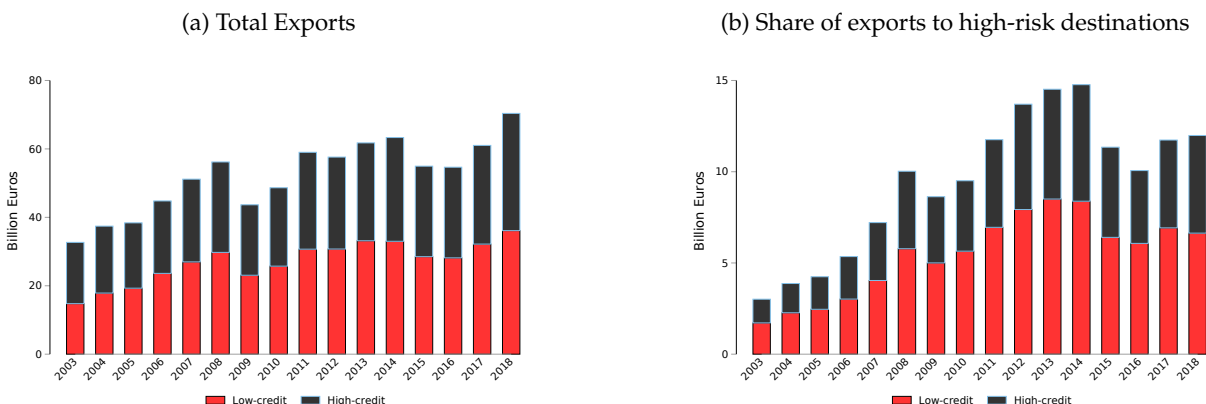 (a) Total Exports
80
60
40
20
0
Billion Euros
2003 2004 2005 2006 2007 2008 2009 2010 2011 2012 2013 2014 2015 2016 2017 2018
Low-credit High-credit
(b) Share of exports to high-risk destinations
15
10
5
0
Billion Euros
2003 2004 2005 2006 2007 2008 2009 2010 2011 2012 2013 2014 2015 2016 2017 2018
Low-credit High-credit